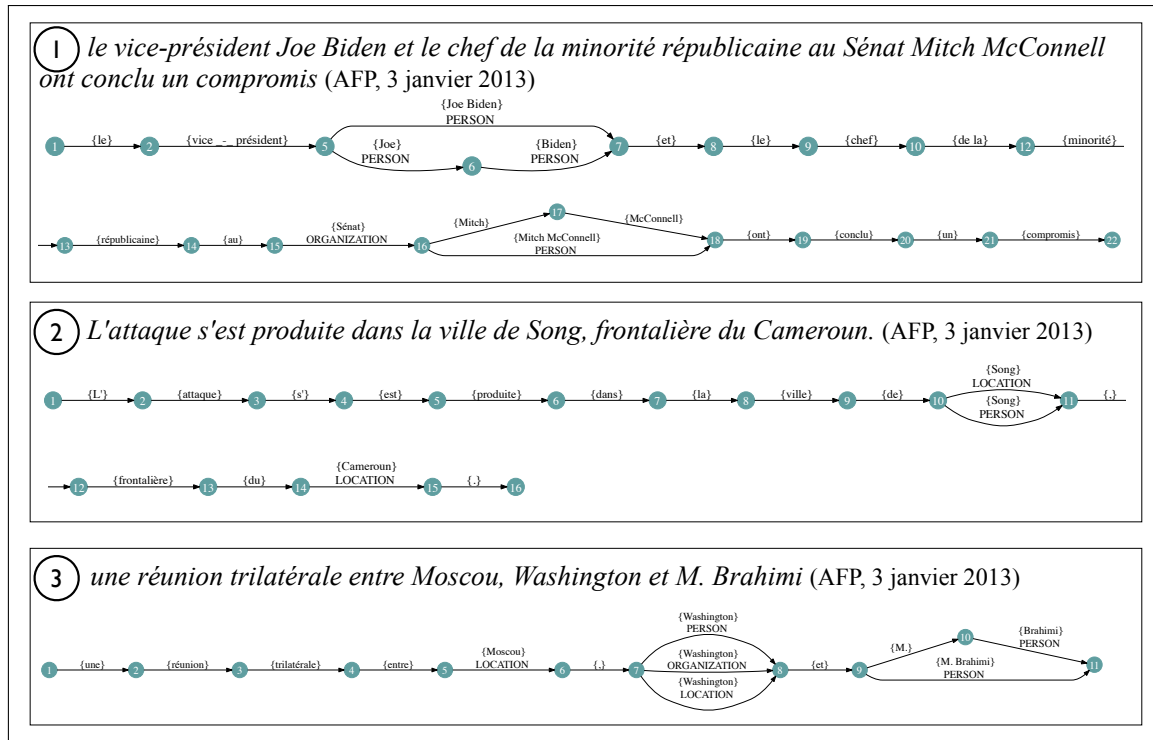 1 le vice-président Joe Biden et le chef de la minorité républicaine au Sénat Mitch McConnell
ont conclu un compromis (AFP, 3 janvier 2013)
{Joe Biden}
PERSON
1 {le} 2 {vice _-_ président} 5 {Joe} PERSON 6 {Biden} PERSON 7 {et} 8 {le} 9 {chef} 10 {de la} 12 {minorité}
13 {républicaine} 14 {au} 15 {Sénat} ORGANIZATION 16 {Mitch} 17 {McConnell} 18 {ont} 19 {conclu} 20 {un} 21 {compromis} 22
{Mitch McConnell}
PERSON
2 L'attaque s'est produite dans la ville de Song, frontalière du Cameroun. (AFP, 3 janvier 2013)
1 {L'} 2 {attaque} 3 {s'} 4 {est} 5 {produite} 6 {dans} 7 {la} 8 {ville} 9 {de} 10 {Song} LOCATION 11 {,}
{Song}
PERSON
12 {frontalière} 13 {du} 14 {Cameroun} LOCATION 15 {.} 16
3 une réunion trilatérale entre Moscou, Washington et M. Brahimi (AFP, 3 janvier 2013)
{Washington}
PERSON
1 {une} 2 {réunion} 3 {trilatérale} 4 {entre} 5 {Moscou} LOCATION 6 {,} 7 {Washington} ORGANIZATION 8 {et} 9 {M.} 10 {Brahimi} PERSON 11
{Washington}
LOCATION
{M. Brahimi}
PERSON